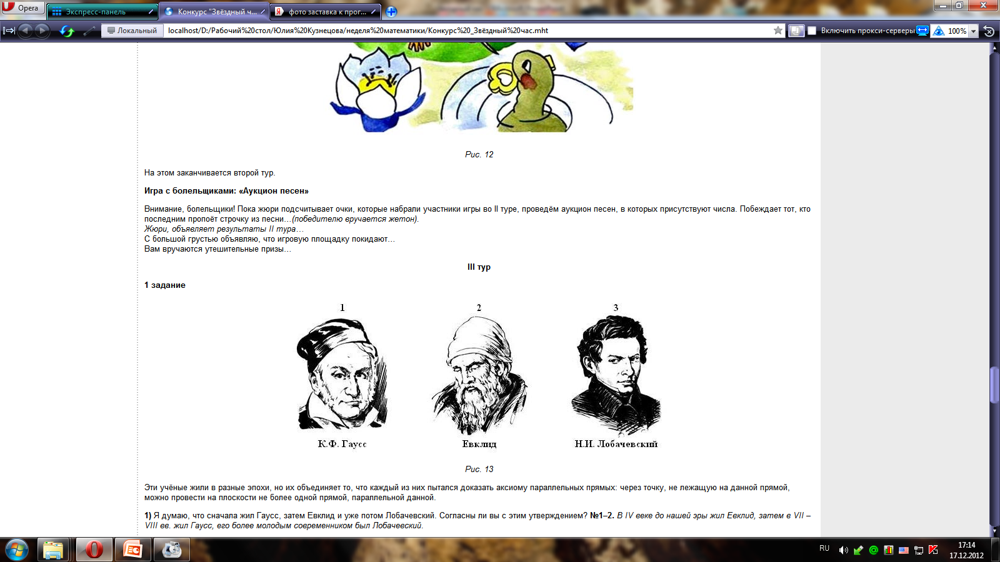 Opera
Экспресс-панель
Конкурс "Звёздный ч...
Я фото заставка к прог...
Локальный
localhost/D:/Рабочий%20стол/Юлия%20Кузнецова/неделя%20математики/Конкурс%20_Звёздный%20час.mht
Включить прокси-серверы
100%
Рис. 12
На этом заканчивается второй тур.
Игра с болельщиками: «Аукцион песен»
Внимание, болельщики! Пока жюри подсчитывает очки, которые набрали участники игры во II туре, проведём аукцион песен, в которых присутствуют числа. Побеждает тот, кто
последним пропоёт строчку из песни…(победителю вручается жетон).
Жюри, объявляет результаты II тура…
С большой грустью объявляю, что игровую площадку покидают…
Вам вручаются утешительные призы…
III тур
1 задание
1 2 3
К.Ф. Гаусс Евклид Н.И. Лобачевский
Рис. 13
Эти учёные жили в разные эпохи, но их объединяет то, что каждый из них пытался доказать аксиому параллельных прямых: через точку, не лежащую на данной прямой,
можно провести на плоскости не более одной прямой, параллельной данной.
1) Я думаю, что сначала жил Гаусс, затем Евклид и уже потом Лобачевский. Согласны ли вы с этим утверждением? №1–2. В IV веке до нашей эры жил Евклид, затем в VII –
VIII вв. жил Гаусс, его более молодым современником был Лобачевский.
RU
17:14
17.12.2012